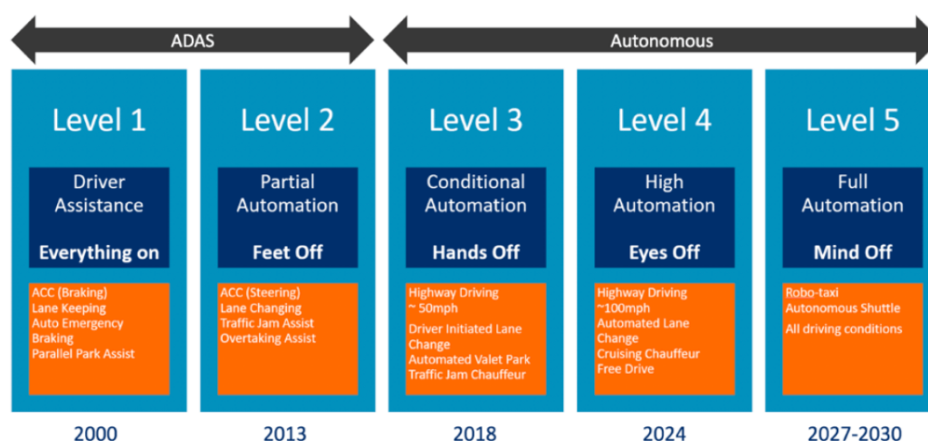 ADAS
Autonomous
Level 1
Driver
Assistance
Everything on
ACC (Braking)
Lane Keeping
Auto Emergency
Braking
Parallel Park Assist
2000
Level 2
Partial
Automation
Feet Off
ACC (Steering)
Lane Changing
Traffic Jam Assist
Overtaking Assist
2013
Level 3
Conditional
Automation
Hands Off
Highway Driving
~ 50mph
Driver Initiated Lane
Change
Automated Valet Park
Traffic Jam Chauffeur
2018
Level 4
High
Automation
Eyes Off
Highway Driving
~100mph
Automated Lane
Change
Cruising Chauffeur
Free Drive
2024
Level 5
Full
Automation
Mind Off
Robo-taxi
Autonomous Shuttle
All driving conditions
2027-2030